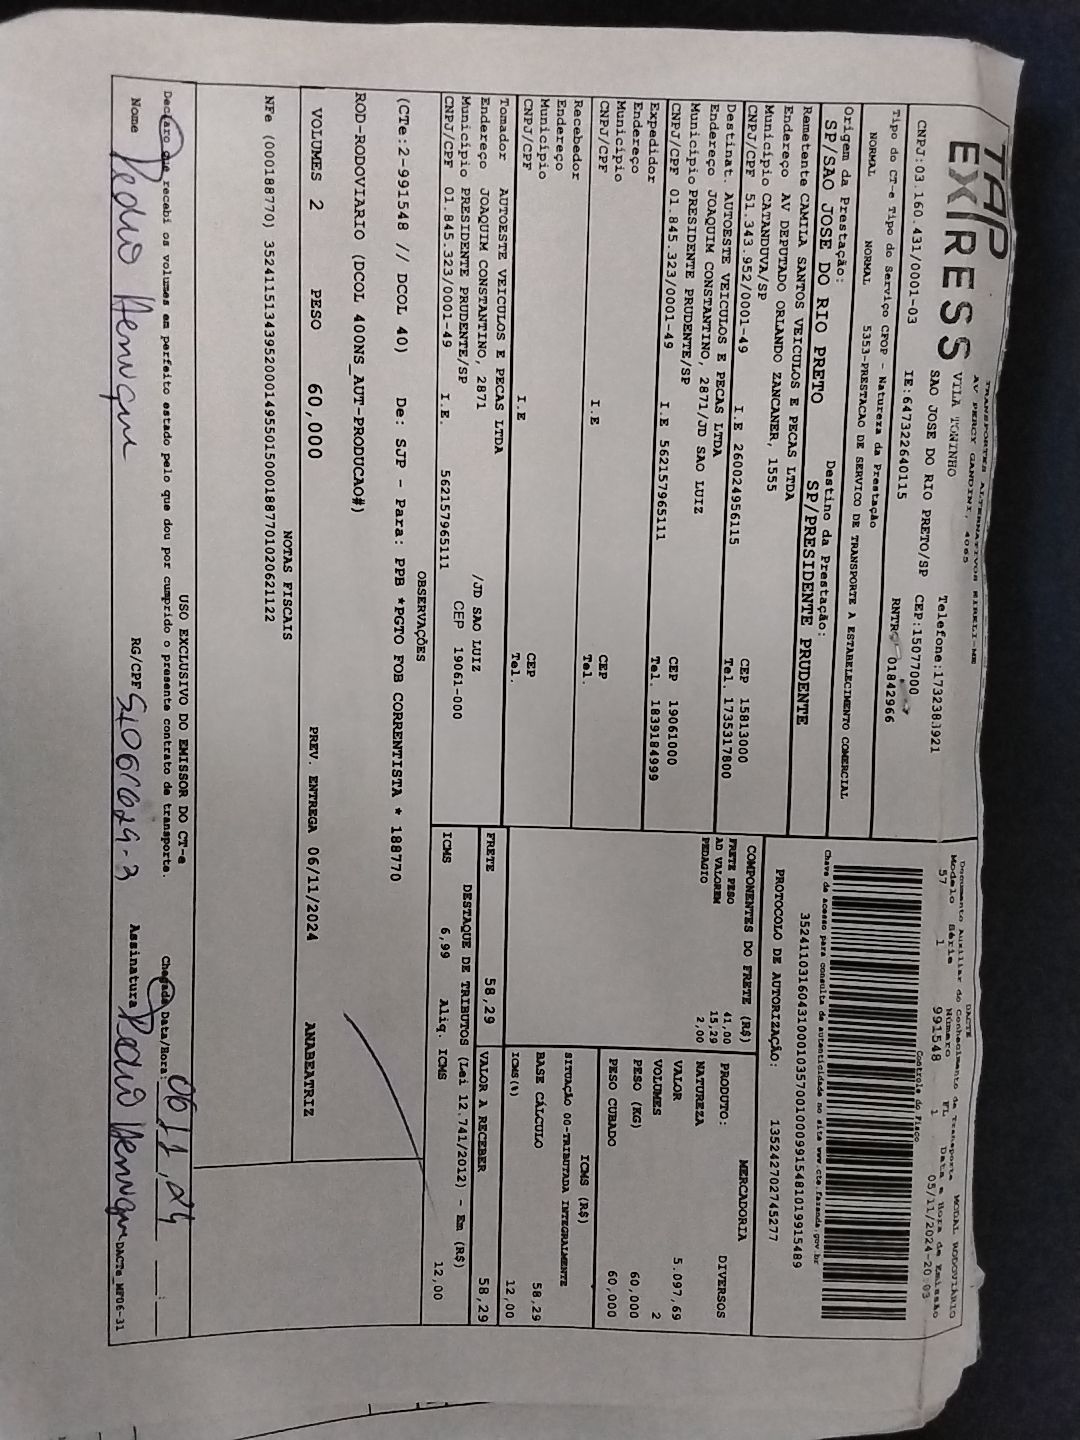 TAP
EXPRESS
TRANSPORTES ALTERNATIVOS EIRELI-ME
AV PERCY GANDINI, 4065
VILA TONINHO
SAO JOSE DO RIO PRETO/SP
Telefone:1732383921
CEP:15077000
CNPJ:03.160.431/0001-03
IE:647322640115
RNTRC 01842966
DACTE
Documento Auxiliar do Conhecimento de Transporte
MODAL RODOVIÁRIO
Modelo Série Número FL Data e Hora de Emissão
57 1 991548 1 05/11/2024-20:03
Controle do Fisco
Tipo do CT-e Tipo do Serviço CFOP - Natureza da Prestação
NORMAL NORMAL 5353-PRESTACAO DE SERVICO DE TRANSPORTE A ESTABELECIMENTO COMERCIAL
Origem da Prestação: Destino da Prestação:
SP/SAO JOSE DO RIO PRETO SP/PRESIDENTE PRUDENTE
Chave de Acesso para consulta de autenticidade no site www.cte.fazenda.gov.br
35241103160431000103570010009915481019915489
PROTOCOLO DE AUTORIZAÇÃO: 135242702745277
Remetente CAMILA SANTOS VEICULOS E PECAS LTDA
Endereço AV DEPUTADO ORLANDO ZANCANER, 1555
Município CATANDUVA/SP CEP 15813000
CNPJ/CPF 51.343.952/0001-49 I.E 260024956115 Tel. 1735317800
Destinat. AUTOESTE VEICULOS E PECAS LTDA
Endereço JOAQUIM CONSTANTINO, 2871/JD SAO LUIZ
Município PRESIDENTE PRUDENTE/SP CEP 19061000
CNPJ/CPF 01.845.323/0001-49 I.E 562157965111 Tel. 1839184999
Expedidor
Endereço
Município CEP
CNPJ/CPF I.E Tel.
Recebedor
Endereço
Município CEP
CNPJ/CPF I.E Tel.
Tomador AUTOESTE VEICULOS E PECAS LTDA
Endereço JOAQUIM CONSTANTINO, 2871 /JD SAO LUIZ
Município PRESIDENTE PRUDENTE/SP CEP 19061-000
CNPJ/CPF 01.845.323/0001-49 I.E. 562157965111
COMPONENTES DO FRETE (R$)
FRETE PESO 41,00
AD VALOREM 15,29
PEDAGIO 2,00
MERCADORIA
PRODUTO: DIVERSOS
NATUREZA
VALOR 5.097,69
VOLUMES 2
PESO (KG) 60,000
PESO CUBADO 60,000
ICMS (R$)
SITUAÇÃO 00-TRIBUTADA INTEGRALMENTE
BASE CÁLCULO 58,29
ICMS(%) 12,00
FRETE 58,29 VALOR A RECEBER 58,29
DESTAQUE DE TRIBUTOS (Lei 12.741/2012) - Em (R$)
ICMS 6,99 Aliq. ICMS 12,00
OBSERVAÇÕES
(CTe:2-991548 // DCOL 40) De: SJP - Para: PPB *PGTO FOB CORRENTISTA * 188770
ROD-RODOVIARIO (DCOL 400NS_AUT-PRODUCAO#)
VOLUMES 2 PESO 60,000 PREV. ENTREGA 06/11/2024 ANABEATRIZ
NOTAS FISCAIS
NFe (000188770) 35241151343952000149550150001887701020621122
USO EXCLUSIVO DO EMISSOR DO CT-e
Declaro que recebi os volumes em perfeito estado pelo que dou por cumprido o presente contrato de transporte. Chegada Data/Hora: 06/11/24
Nome Pedro Henrique RG/CPF Assinatura Pedro Henrique
DACTe_MF06-31